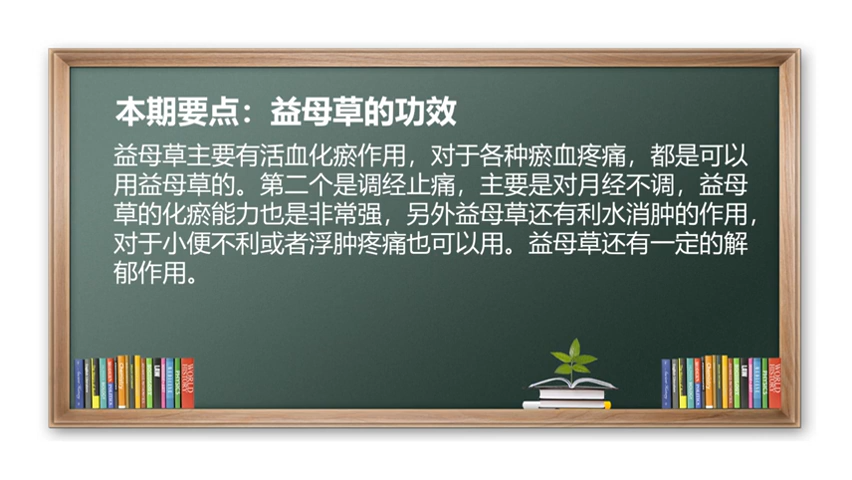 本期要点：益母草的功效
益母草主要有活血化瘀作用，对于各种瘀血疼痛，都是可以
用益母草的。第二个是调经止痛，主要是对月经不调，益母
草的化瘀能力也是非常强，另外益母草还有利水消肿的作用，
对于小便不利或者浮肿疼痛也可以用。益母草还有一定的解
郁作用。
WORLD HISTORY
WORLD HISTORY